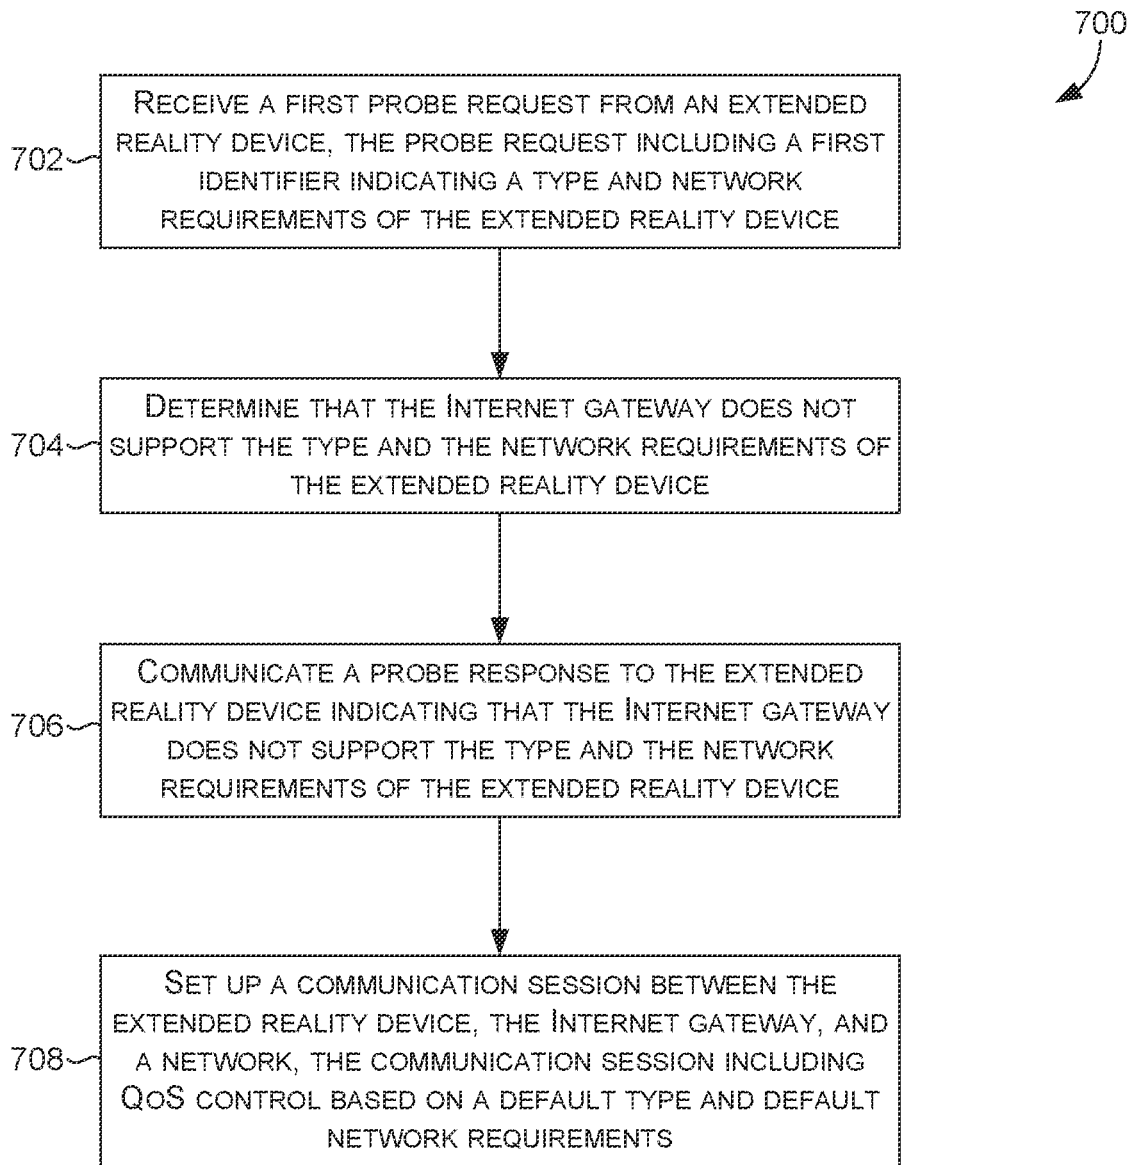 700
RECEIVE A FIRST PROBE REQUEST FROM AN EXTENDED
REALITY DEVICE, THE PROBE REQUEST INCLUDING A FIRST
IDENTIFIER INDICATING A TYPE AND NETWORK
REQUIREMENTS OF THE EXTENDED REALITY DEVICE
702
DETERMINE THAT THE INTERNET GATEWAY DOES NOT
SUPPORT THE TYPE AND THE NETWORK REQUIREMENTS OF
THE EXTENDED REALITY DEVICE
704
COMMUNICATE A PROBE RESPONSE TO THE EXTENDED
REALITY DEVICE INDICATING THAT THE INTERNET GATEWAY
DOES NOT SUPPORT THE TYPE AND THE NETWORK
REQUIREMENTS OF THE EXTENDED REALITY DEVICE
706
SET UP A COMMUNICATION SESSION BETWEEN THE
EXTENDED REALITY DEVICE, THE INTERNET GATEWAY, AND
A NETWORK, THE COMMUNICATION SESSION INCLUDING
QOS CONTROL BASED ON A DEFAULT TYPE AND DEFAULT
NETWORK REQUIREMENTS
708